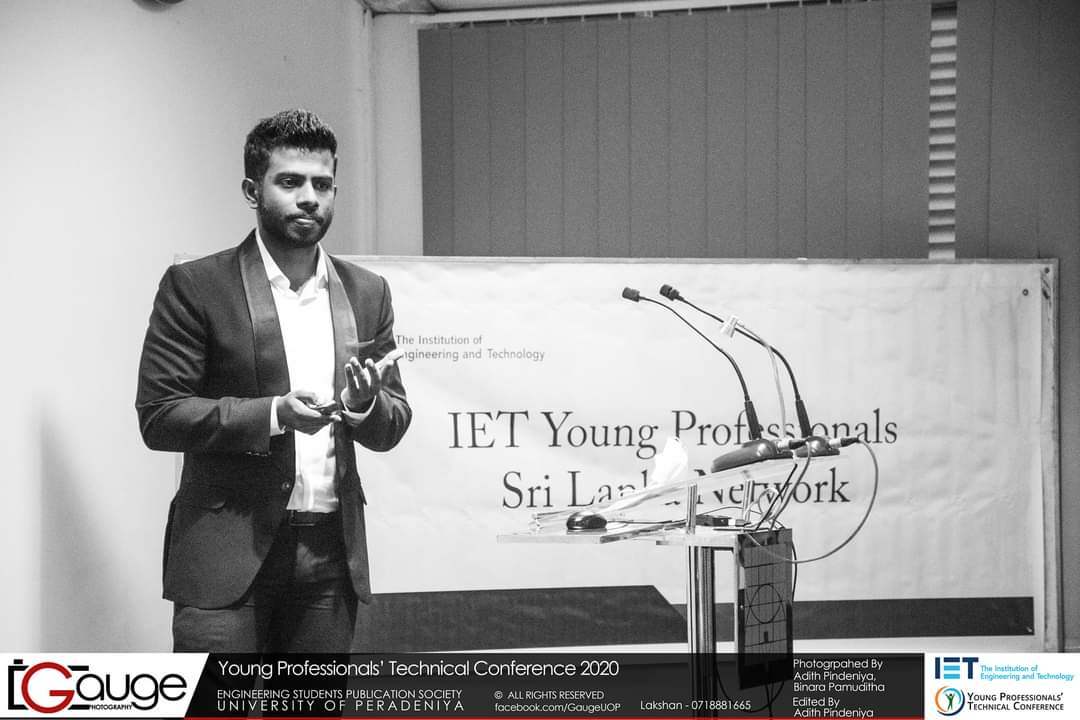 The Institution of
Engineering and Technology
IET Young Professionals
Sri Lanka Network
Gauge
PHOTOGRAPHY
Young Professionals' Technical Conference 2020
ENGINEERING STUDENTS PUBLICATION SOCIETY
UNIVERSITY OF PERADENIYA
© ALL RIGHTS RESERVED
facebook.com/GaugeUOP
Lakshan - 0718881665
Photogrpahed By
Adith Pindeniya,
Binara Pamuditha
Edited By
Adith Pindeniya
IET
The Institution of
Engineering and Technology
YOUNG PROFESSIONALS'
TECHNICAL CONFERENCE